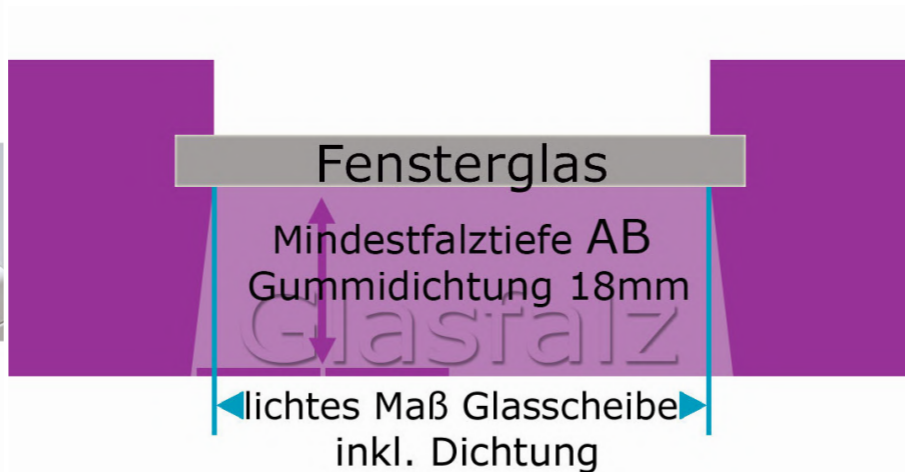 Fensterglas
Mindestfalztiefe AB
Gummidichtung 18mm
Glasfalz
lichtes Maß Glasscheibe
inkl. Dichtung